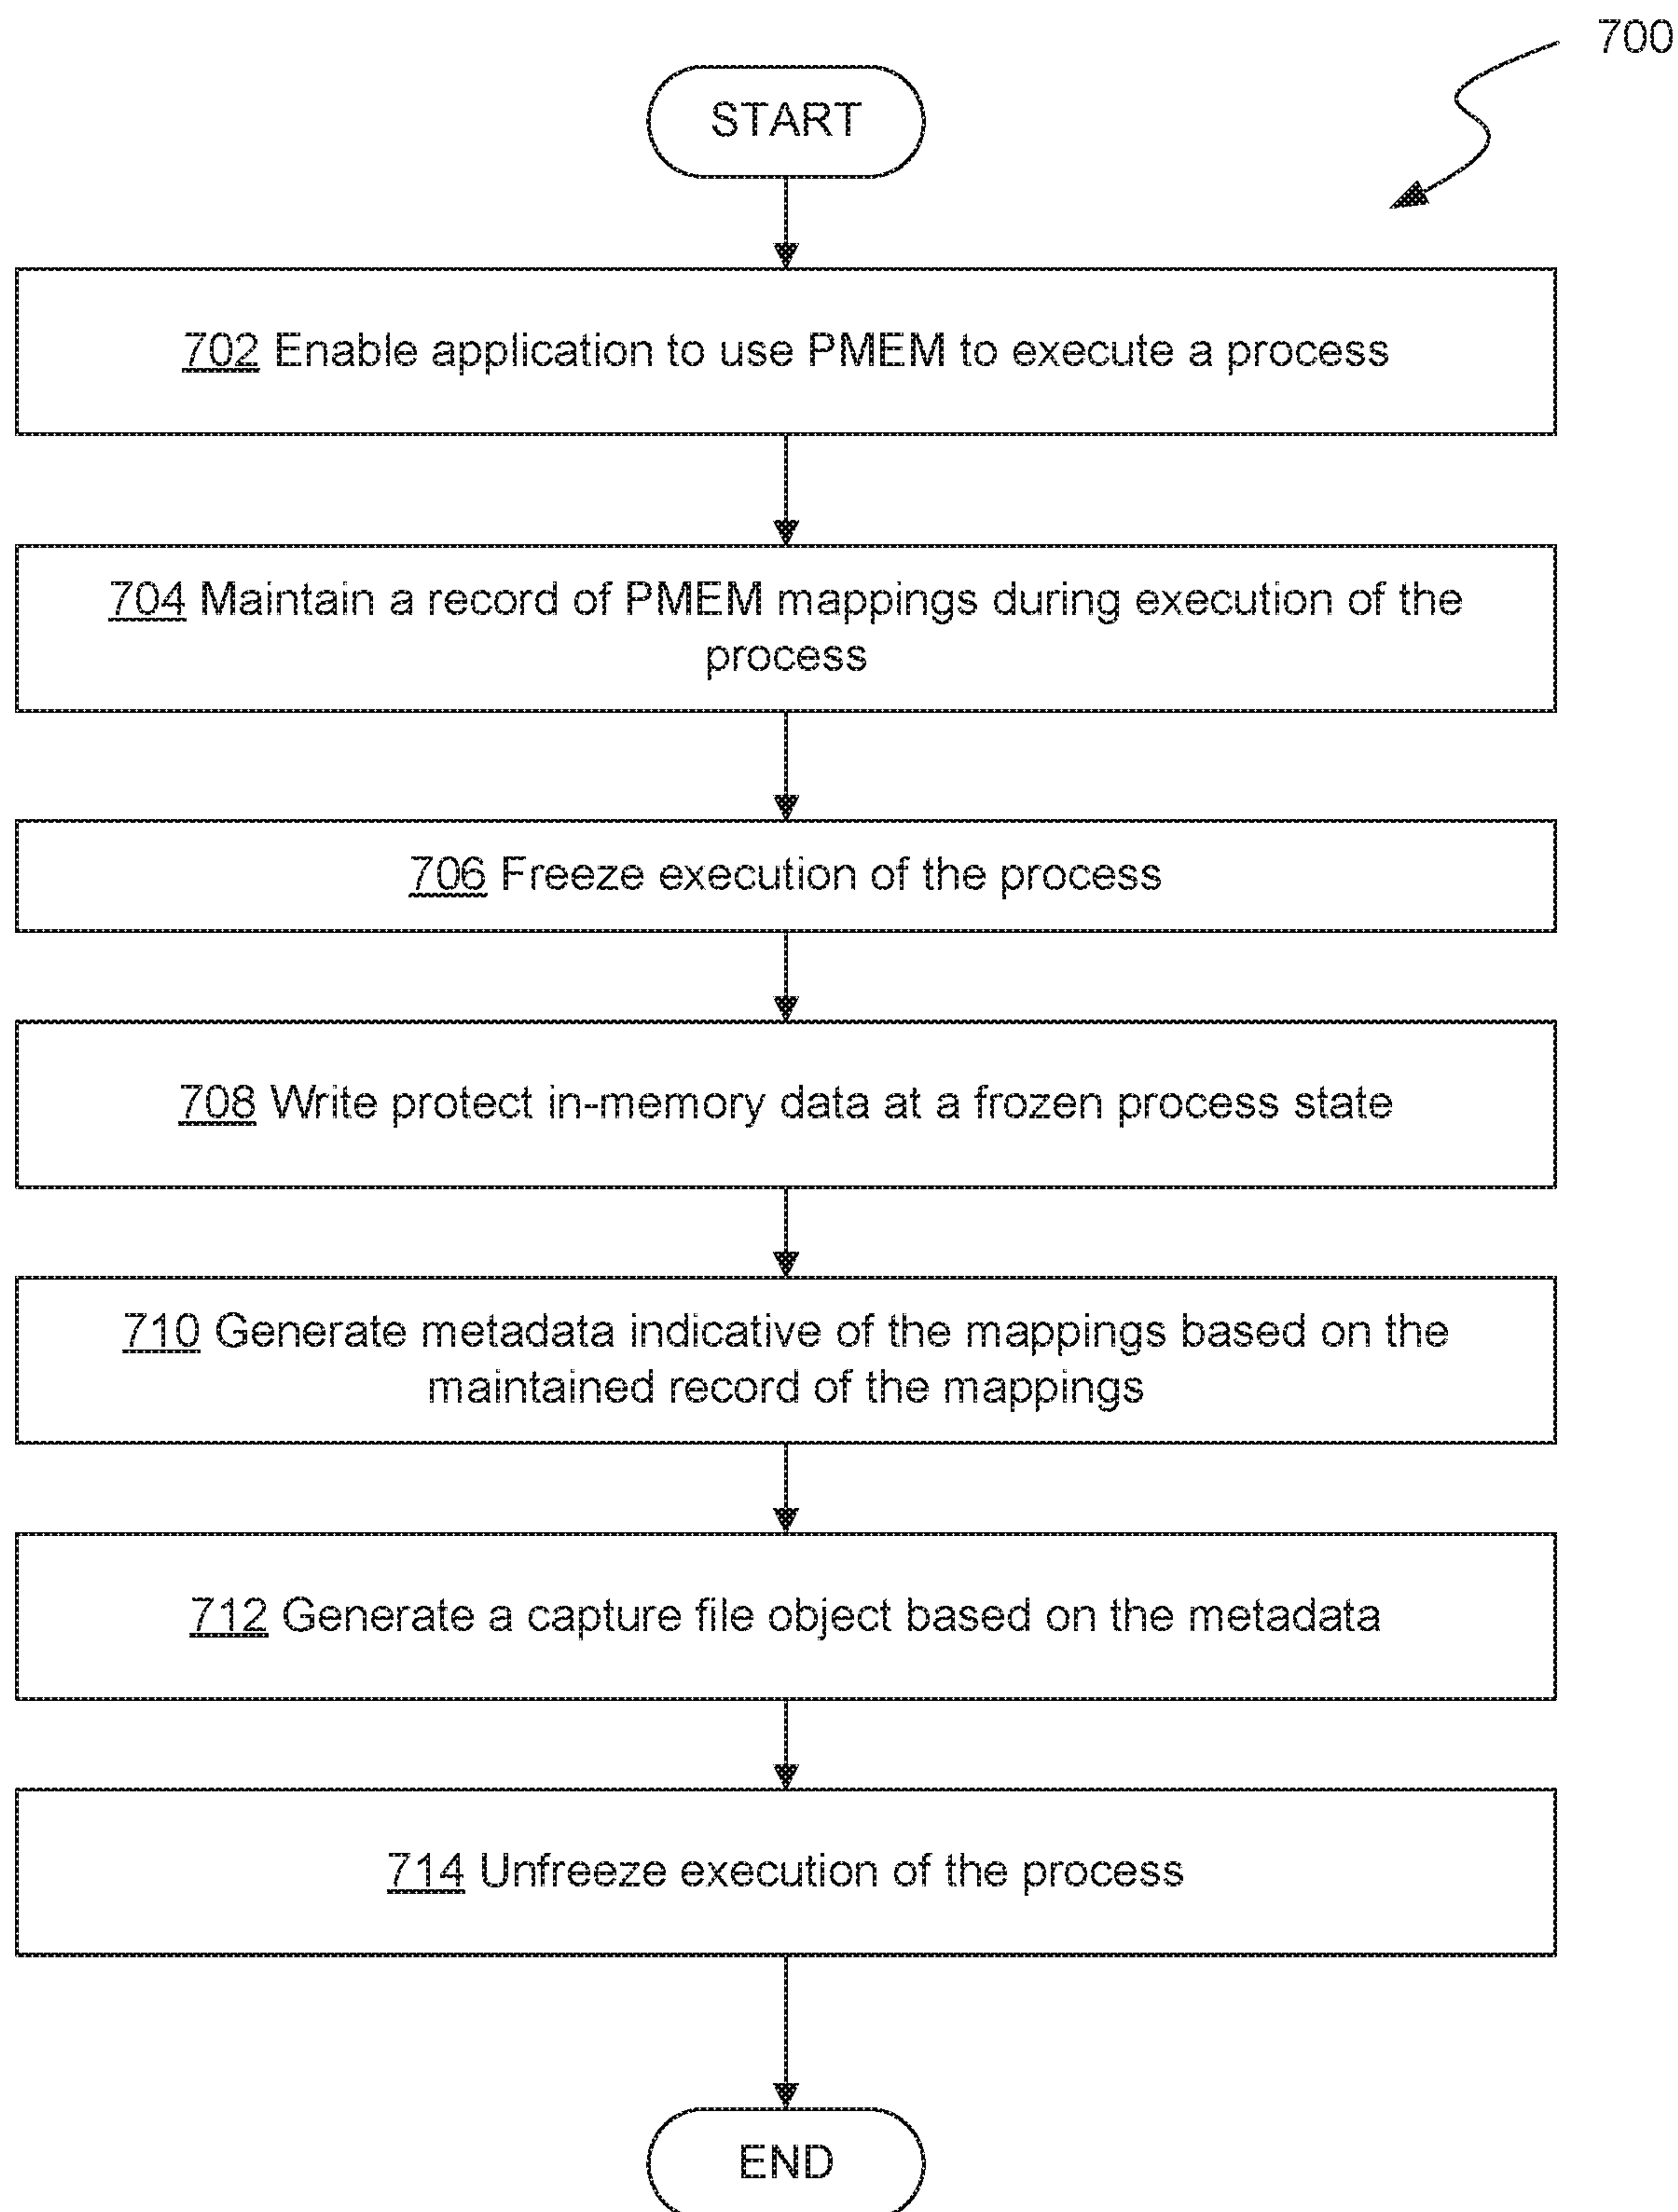 700
START
702 Enable application to use PMEM to execute a process
704 Maintain a record of PMEM mappings during execution of the
process
706 Freeze execution of the process
708 Write protect in-memory data at a frozen process state
710 Generate metadata indicative of the mappings based on the
maintained record of the mappings
712 Generate a capture file object based on the metadata
714 Unfreeze execution of the process
END